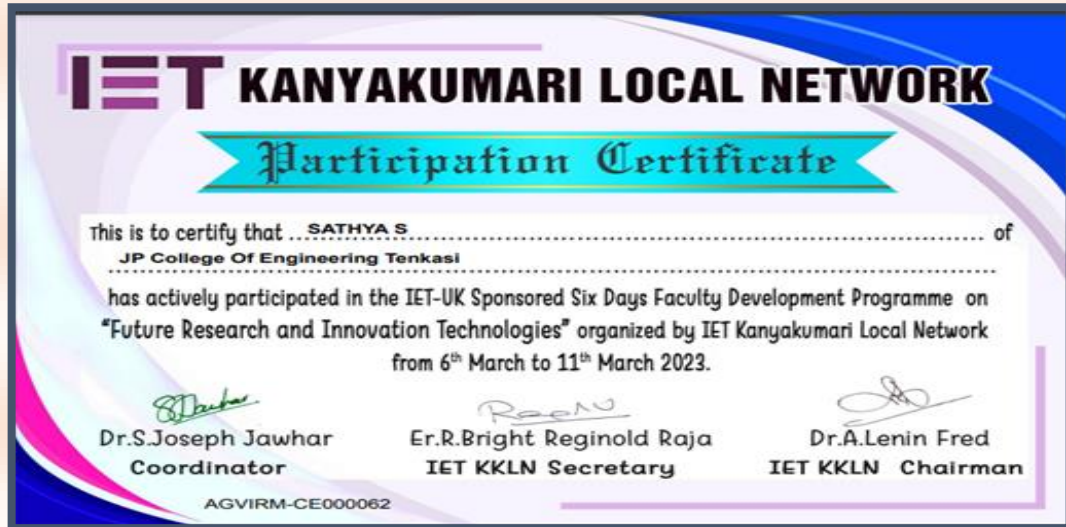 IET KANYAKUMARI LOCAL NETWORK
Participation Certificate
This is to certify that ...SATHYA S............ of
JP College Of Engineering Tenkasi
has actively participated in the IET-UK Sponsored Six Days Faculty Development Programme on
"Future Research and Innovation Technologies" organized by IET Kanyakumari Local Network
from 6th March to 11th March 2023.
Dr.S.Joseph Jawhar Er.R.Bright Reginold Raja Dr.A.Lenin Fred
Coordinator IET KKLN Secretary IET KKLN Chairman
AGVIRM-CE000062